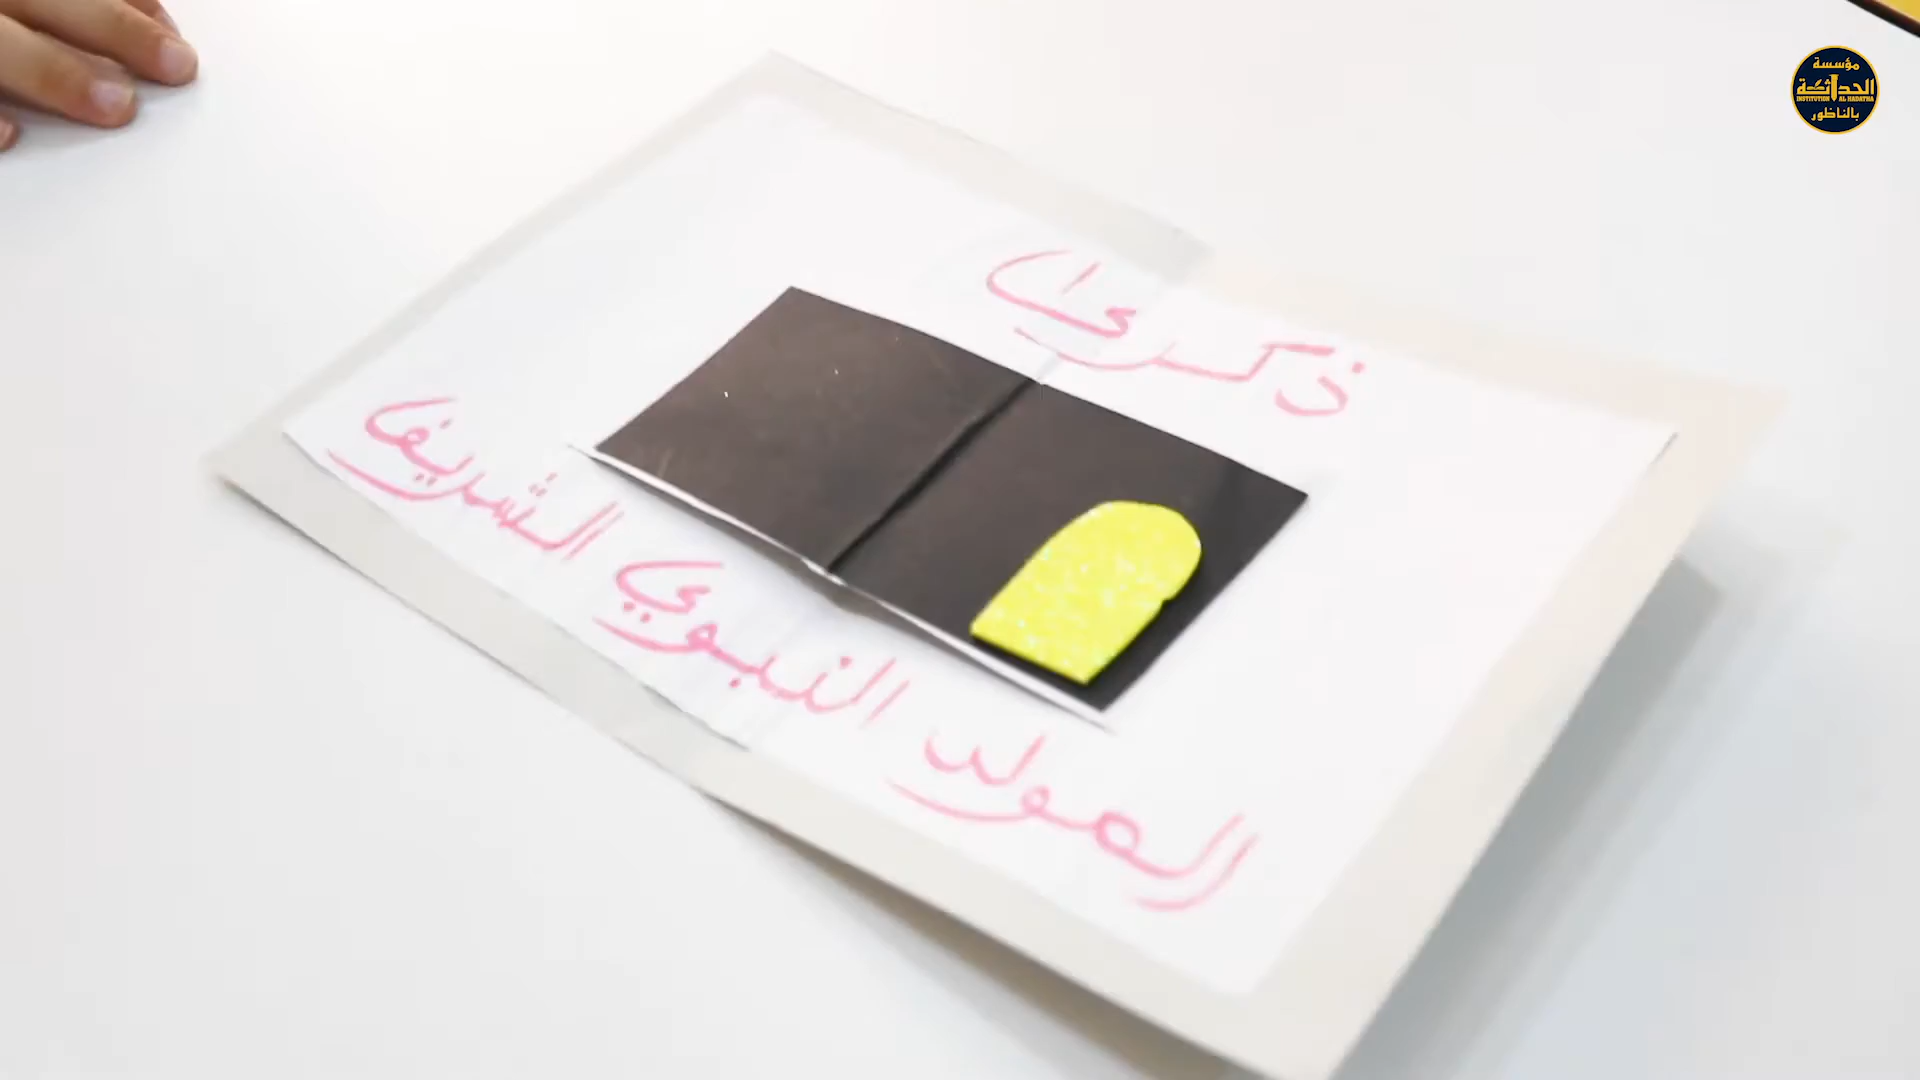 ذكرى
المولد النبوي الشريف
مؤسسة
الحداثة
INSTITUTION AL HADATHA
بالناظور